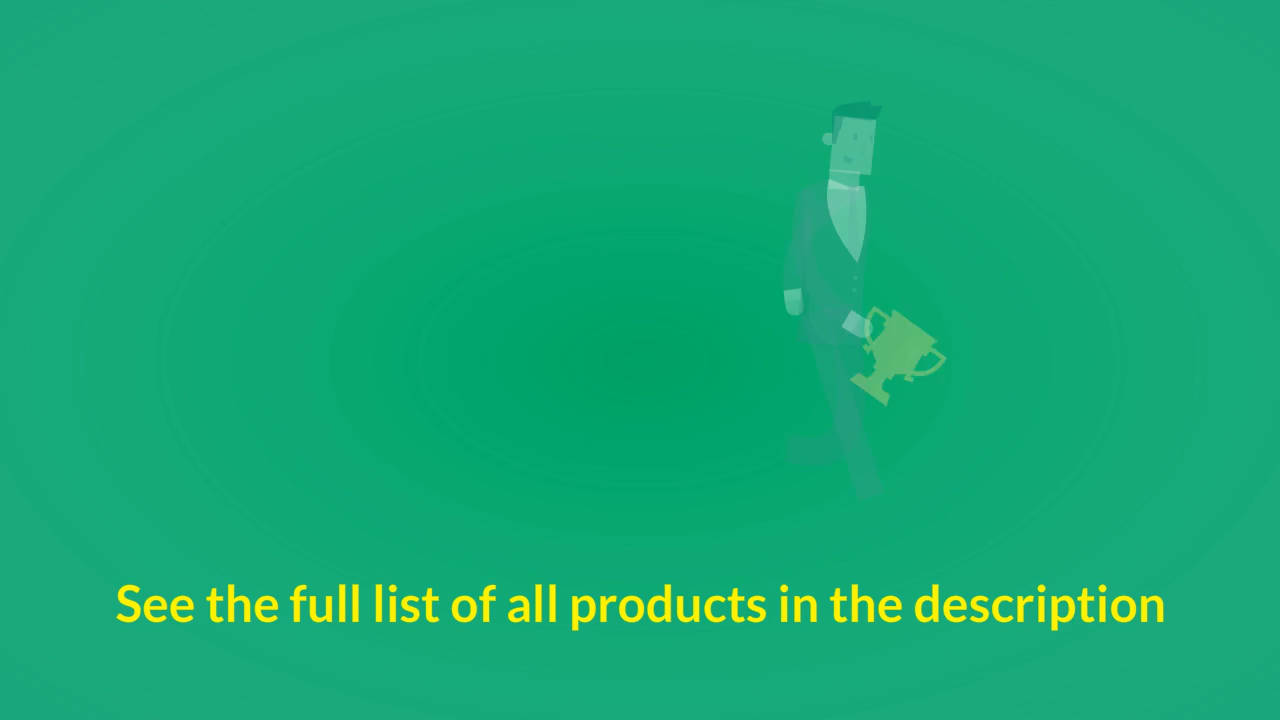 See the full list of all products in the description